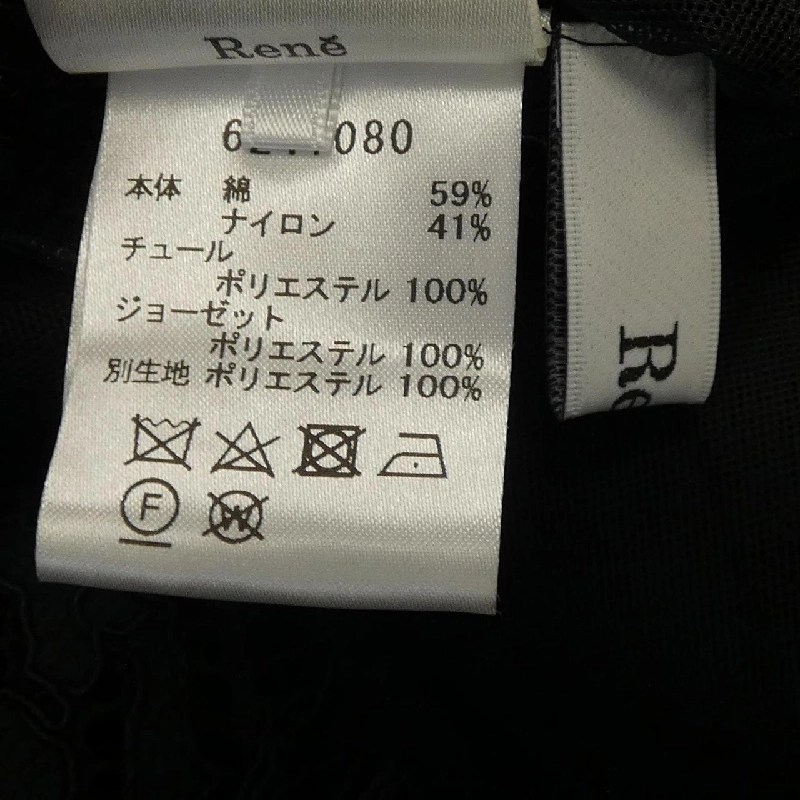 René
080
本体 綿 59%
ナイロン 41%
チュール
ポリエステル 100%
ジョーゼット
ポリエステル 100%
別生地 ポリエステル 100%
F
W
Re